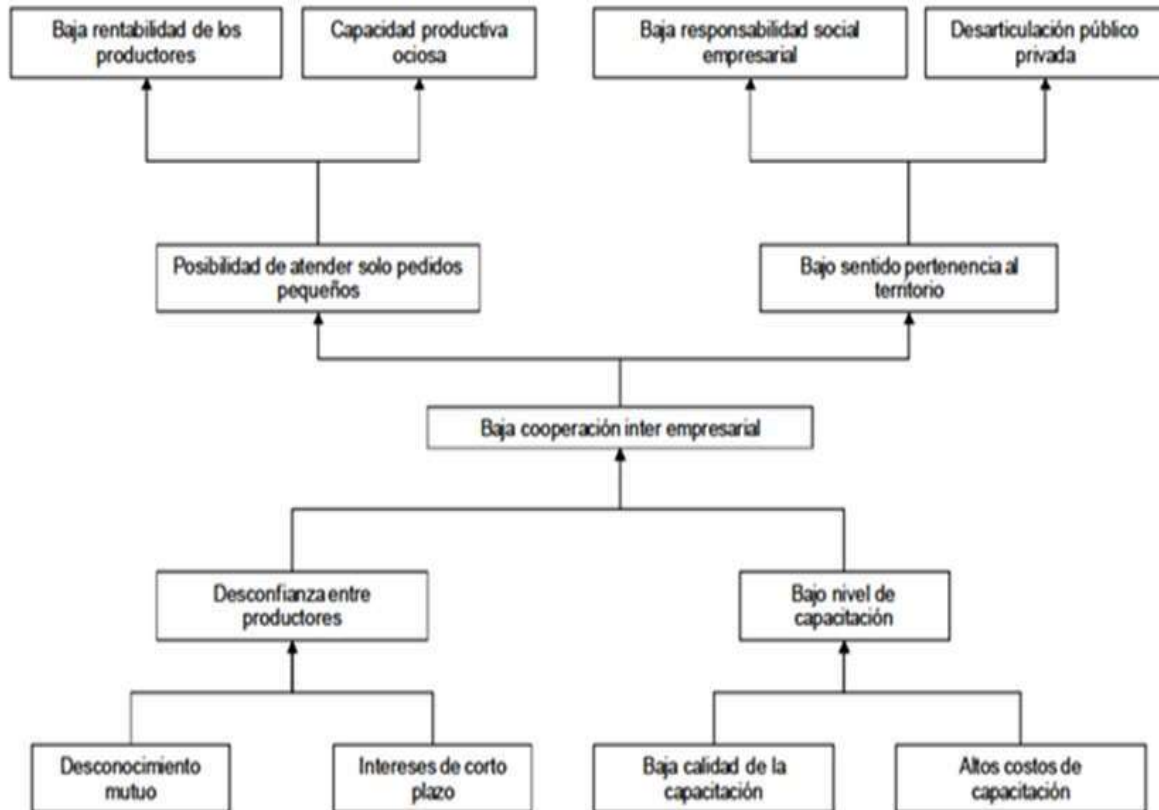 Baja rentabilidad de los
productores
Capacidad productiva
ociosa
Baja responsabilidad social
empresarial
Desarticulación público
privada
Posibilidad de atender solo pedidos
pequeños
Bajo sentido pertenencia al
territorio
Baja cooperación inter empresarial
Desconfianza entre
productores
Bajo nivel de
capacitación
Desconocimiento
mutuo
Intereses de corto
plazo
Baja calidad de la
capacitación
Altos costos de
capacitación